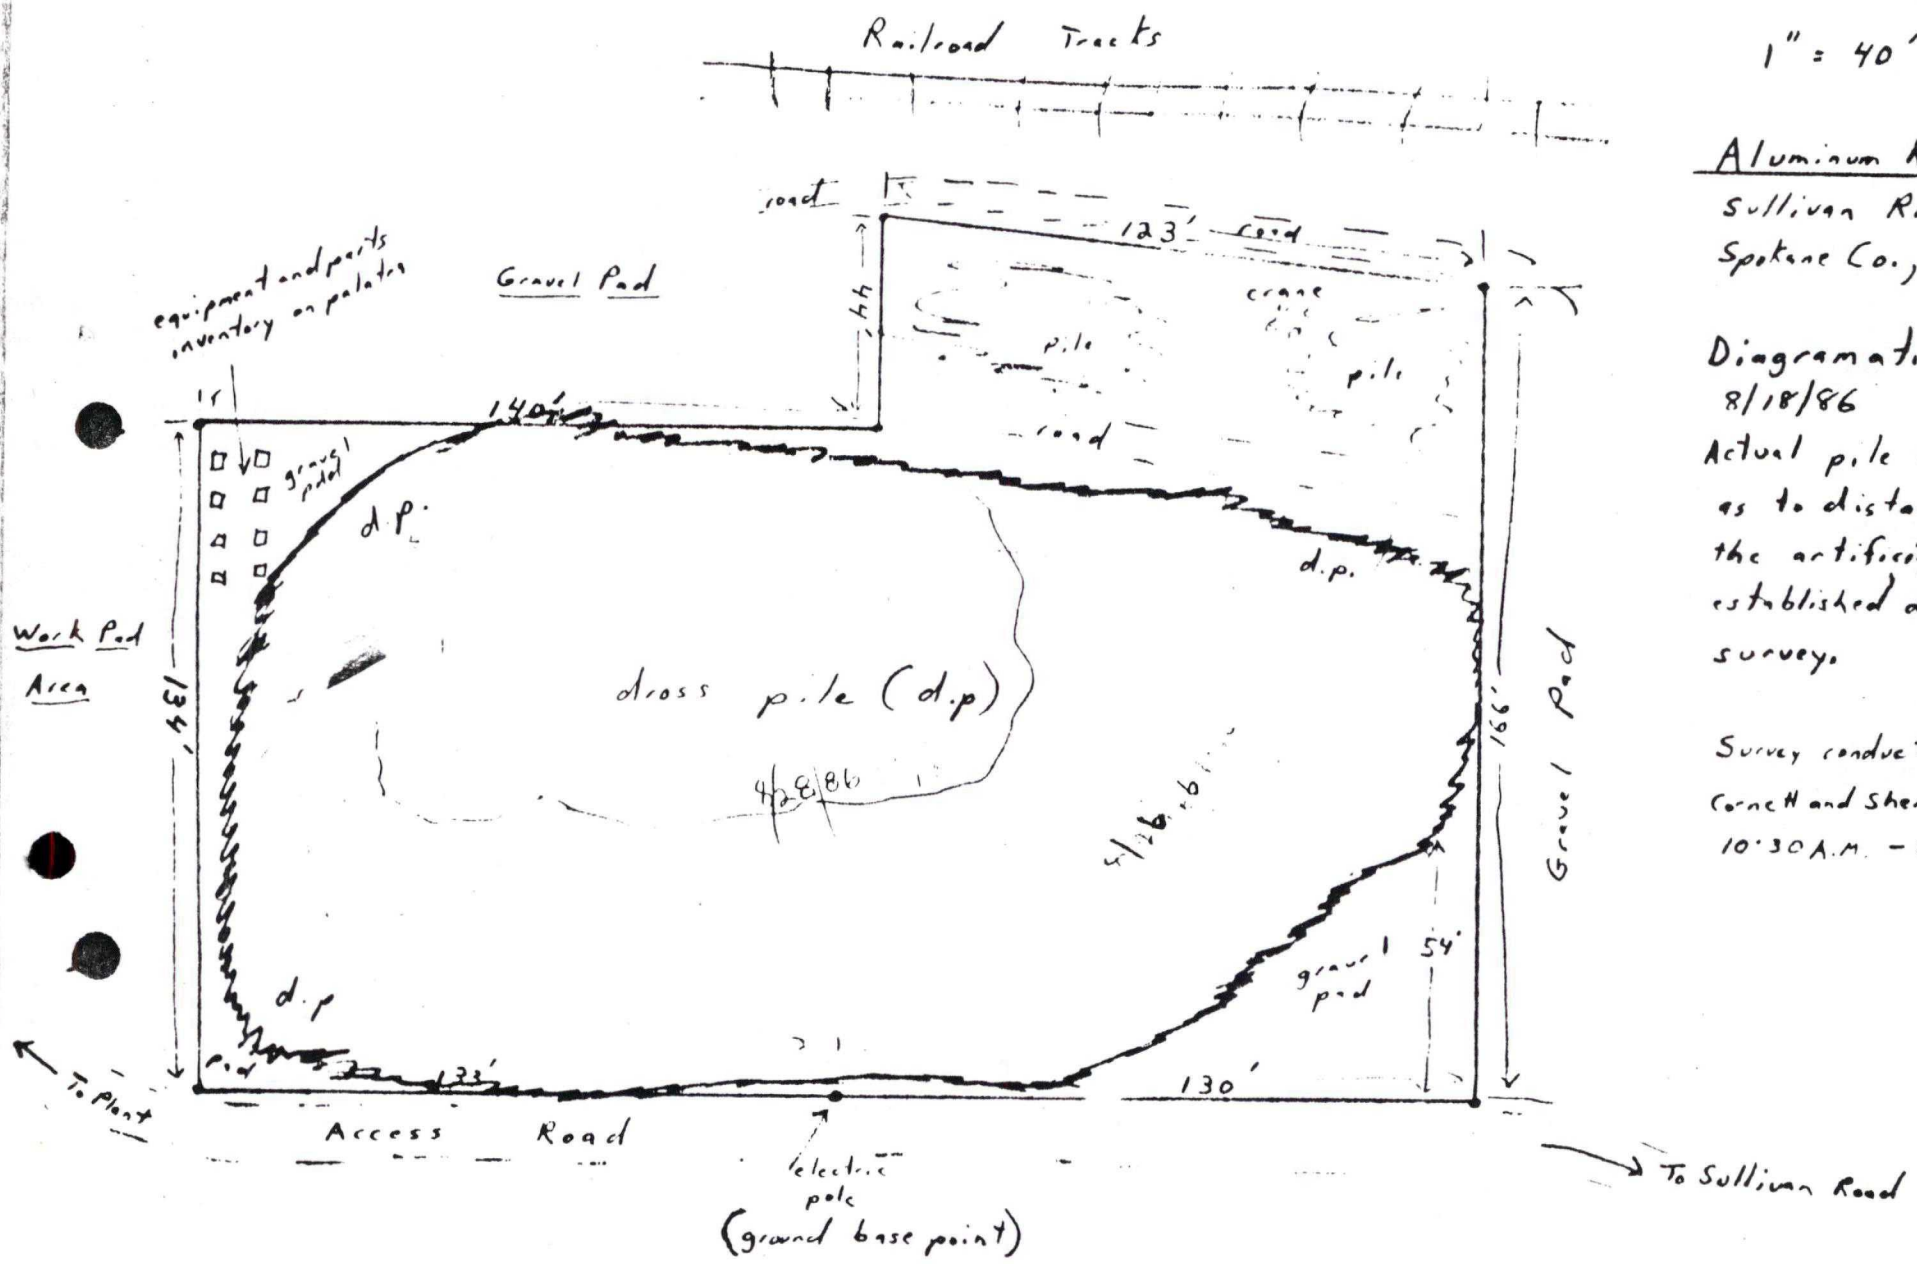 Railroad Tracks
1" = 40'
Aluminum
Sullivan
Spokane Co.,
road
123' road
equipment and parts
inventory on palates
Gravel Pad
44'
crane
pile
pile
road
140'
gravel
pad
d.p.
d.p.
Diagramat
8/18/86
Actual pile
as to dista
the artific
established
survey.
Work Pad
Area
134'
dross pile (d.p)
4/28/86
166'
Gravel Pad
Survey conduc
Cornett and She
10:30 A.M. -
gravel
pad
54'
d.p
pad
133'
130'
To Plant
Access Road
electric
pole
(ground base point)
To Sullivan Road